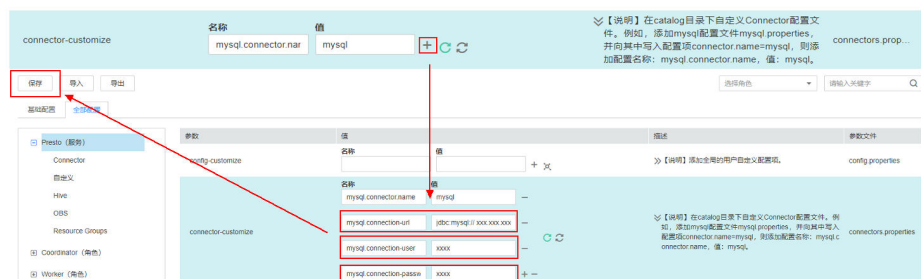 名称
值
connector-customize
mysql.connector.nar
mysql
【说明】在catalog目录下自定义Connector配置文
件。例如，添加mysql配置文件mysql.properties，
并向其中写入配置项connector.name=mysql，则添
加配置名称：mysql.connector.name，值：mysql。
connectors.prop...
保存
导入
导出
选择角色
请输入关键字
基础配置
全部配置
Presto（服务）
Connector
自定义
Hive
OBS
Resource Groups
Coordinator（角色）
Worker（角色）
参数
值
描述
参数文件
名称
值
config-customize
【说明】添加全局的用户自定义配置项。
config.properties
名称
值
mysql.connector.name
mysql
mysql.connection-url
jdbc:mysql:// xxx.xxx.xxx
connector-customize
mysql.connection-user
xxxx
mysql.connection-passw
xxxx
【说明】在catalog目录下自定义Connector配置文件。例
如，添加mysql配置文件mysql.properties，并向其中写入
配置项connector.name=mysql，则添加配置名称：mysql.c
onnector.name，值：mysql。
connectors.properties